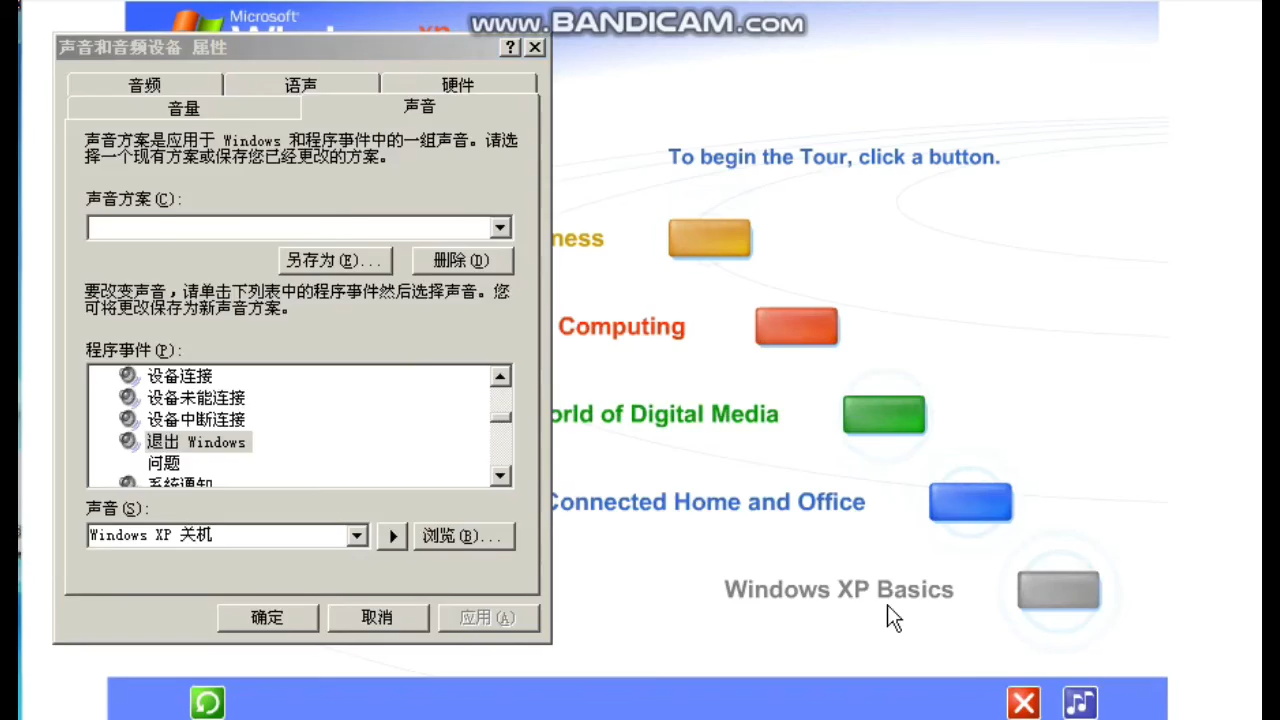 Microsoft®
xp
www.BANDICAM.com
声音和音频设备 属性
音频
语声
硬件
音量
声音
声音方案是应用于 Windows 和程序事件中的一组声音。请选
择一个现有方案或保存您已经更改的方案。
声音方案(C):
另存为(E)...
删除(D)
要改变声音,请单击下列表中的程序事件然后选择声音。您
可将更改保存为新声音方案。
程序事件(P):
设备连接
设备未能连接
设备中断连接
退出 Windows
问题
系统通知
声音(S):
Windows XP 关机
浏览(B)...
确定
取消
应用(A)
To begin the Tour, click a button.
ness
Computing
orld of Digital Media
Connected Home and Office
Windows XP Basics